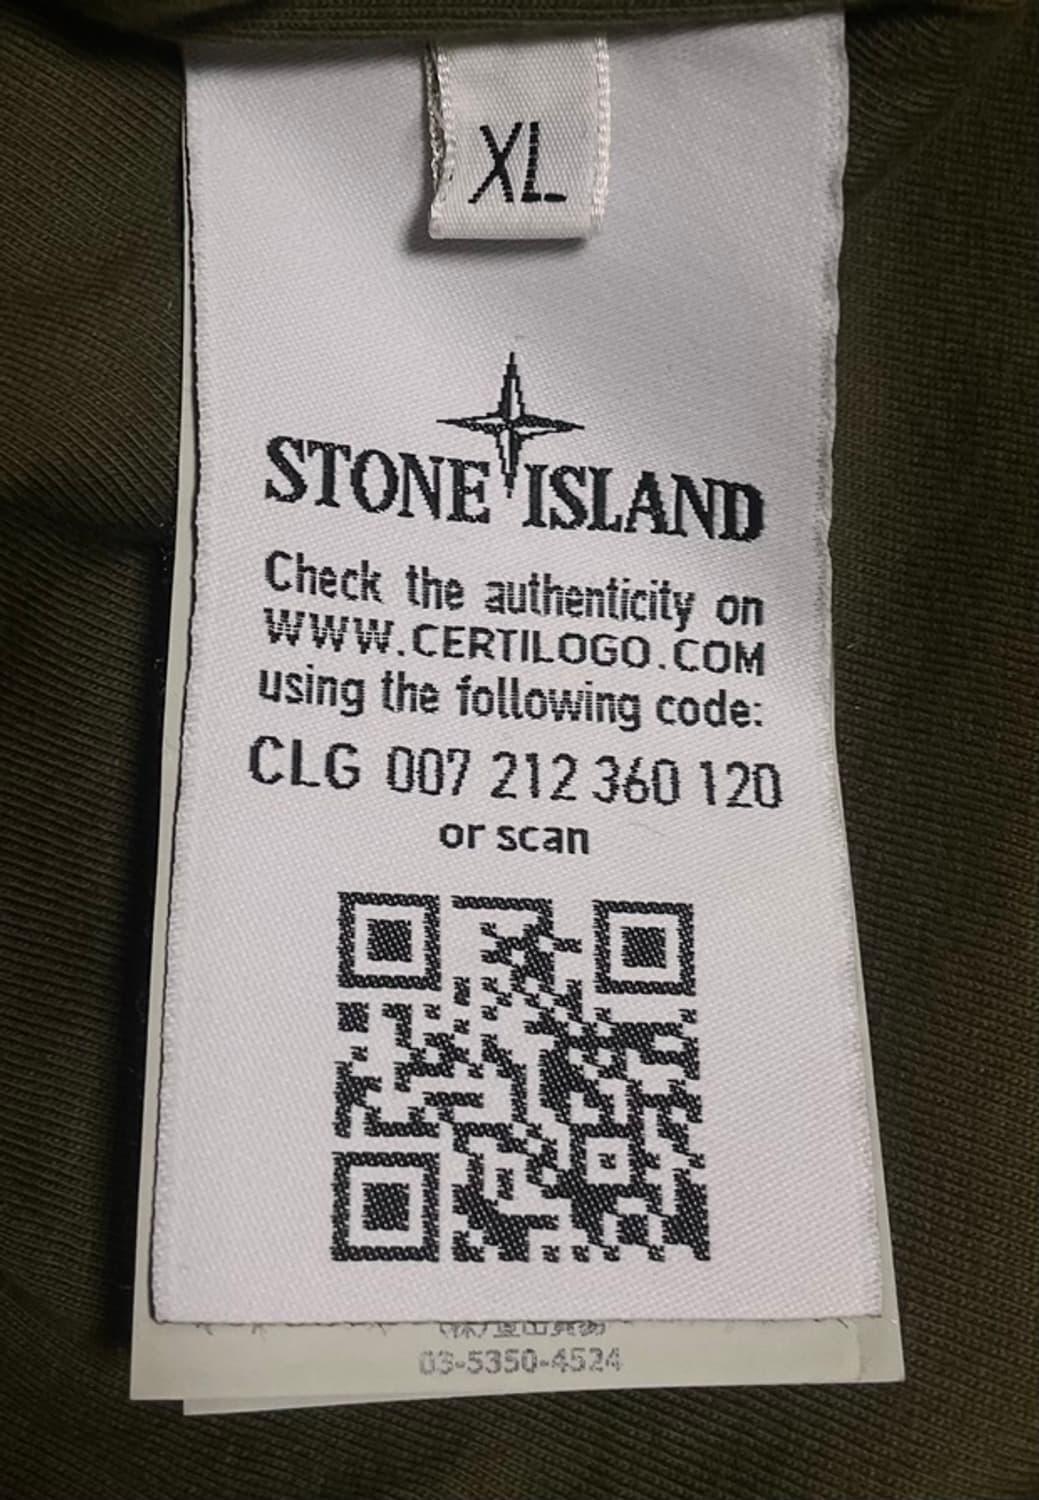 XL
STONE ISLAND
Check the authenticity on
WWW.CERTILOGO.COM
using the following code:
CLG 007 212 360 120
or scan
03-5350-4524